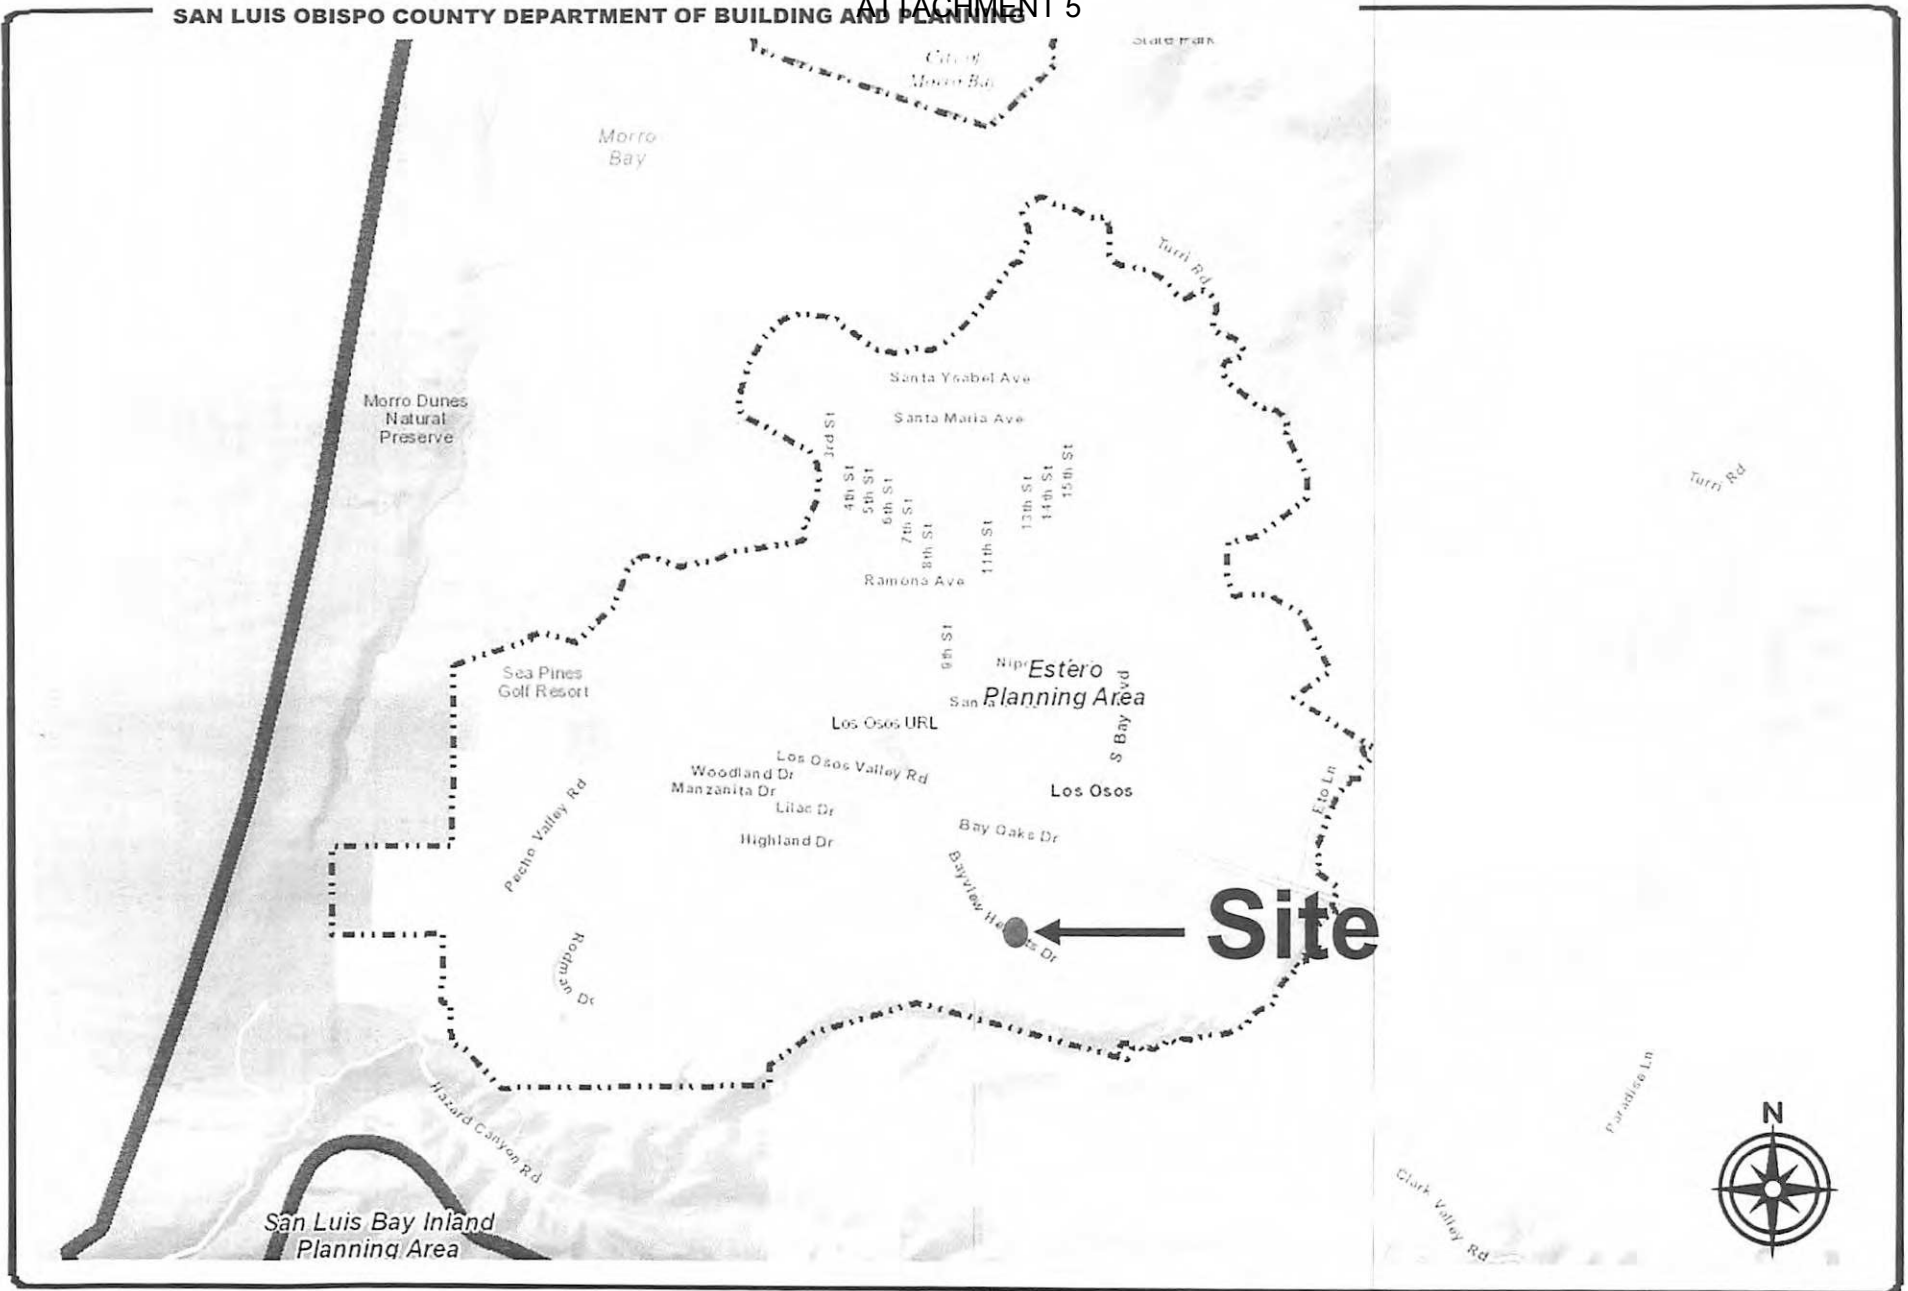 ATTACHMENT 5
SAN LUIS OBISPO COUNTY DEPARTMENT OF BUILDING AND PLANNING
State Park
City of
Morro Bay
Morro
Bay
Turri Rd
Santa Ysabel Ave
Morro Dunes
Natural
Preserve
Santa Maria Ave
3rd St
4th St
5th St
6th St
7th St
8th St
11th St
13th St
14th St
15th St
Turri Rd
Ramona Ave
9th St
Sea Pines
Golf Resort
Estero
Planning Area
S Bay
Los Osos URL
Los Osos Valley Rd
Woodland Dr
Manzanita Dr
Lilac Dr
Los Osos
Eto Ln
Pecho Valley Rd
Highland Dr
Bay Oaks Dr
Bayview Heights Dr
Site
Rodman Dr
Hazard Canyon Rd
Paradise Ln
N
Clark Valley Rd
San Luis Bay Inland
Planning Area